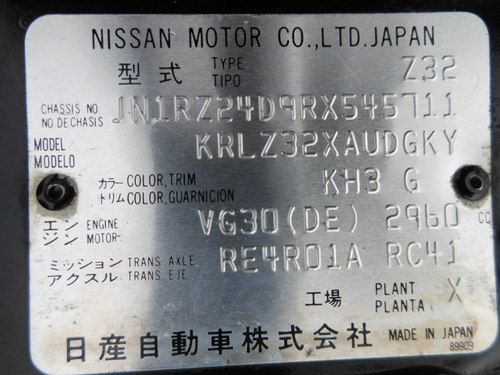 NISSAN MOTOR CO.,LTD.JAPAN
型式 TYPE TIPO Z32
CHASSIS NO NO DE CHASIS JN1RZ24D9RX545711
MODEL MODELO KRLZ32XAUDGKY
カラー COLOR,TRIM KH3 G
トリム COLOR,GUARNICION
エンジン ENGINE MOTOR VG30(DE) 2960 CC
ミッション TRANS.AXLE RE4R01A RC41
アクスル TRANS.EJE
工場 PLANT PLANTA X
日産自動車株式会社 MADE IN JAPAN
89909